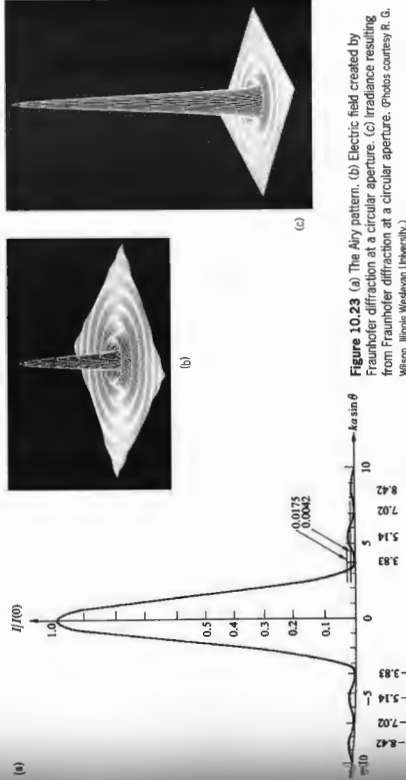 (a)
I/I(0)
1.0
0.5
0.4
0.3
0.2
0.1
0.0175
0.0042
-10
-5
0
5
10
ka sin θ
-8.42
-7.02
-5.14
-3.83
3.83
5.14
7.02
8.42
(b)
(c)
Figure 10.23 (a) The Airy pattern. (b) Electric field created by
Fraunhofer diffraction at a circular aperture. (c) Irradiance resulting
from Fraunhofer diffraction at a circular aperture. (Photos courtesy R. G.
Wilson, Illinois Wesleyan University.)